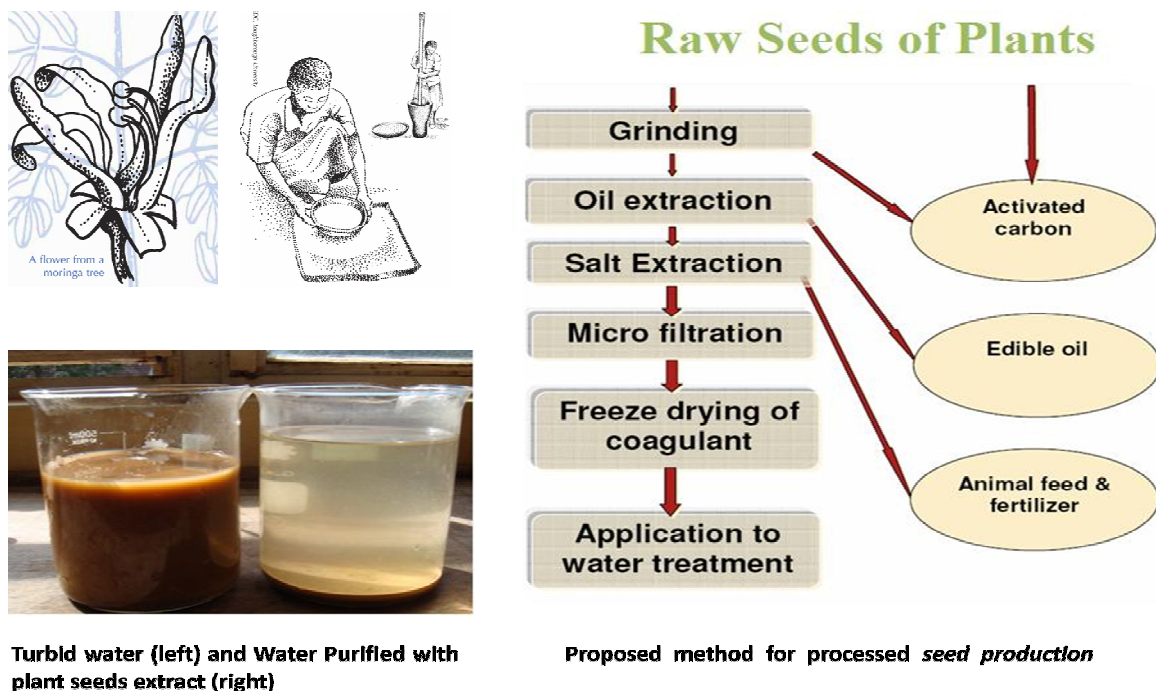 A flower from a
moringa tree
Raw Seeds of Plants
Grinding
Oil extraction
Salt Extraction
Micro filtration
Freeze drying of
coagulant
Application to
water treatment
Activated
carbon
Edible oil
Animal feed &
fertilizer
Turbid water (left) and Water Purified with
plant seeds extract (right)
Proposed method for processed seed production